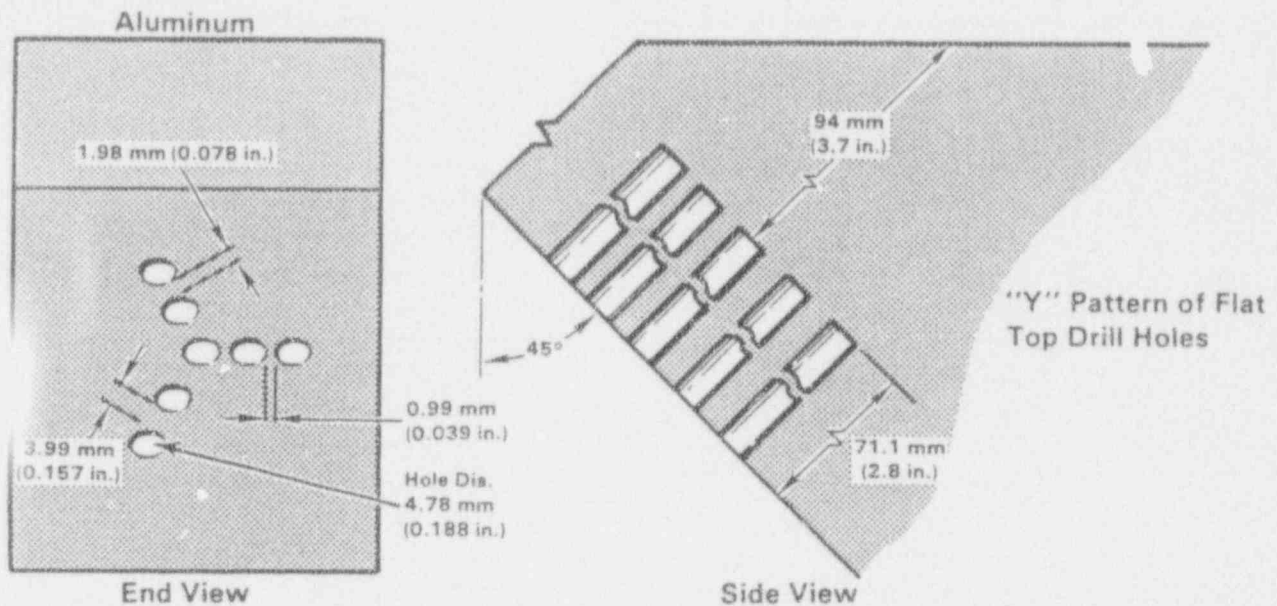 Aluminum
1.98 mm (0.078 in.)
3.99 mm
(0.157 in.)
0.99 mm
(0.039 in.)
Hole Dis.
4.78 mm
(0.188 in.)
End View
45°
94 mm
(3.7 in.)
71.1 mm
(2.8 in.)
"Y" Pattern of Flat
Top Drill Holes
Side View